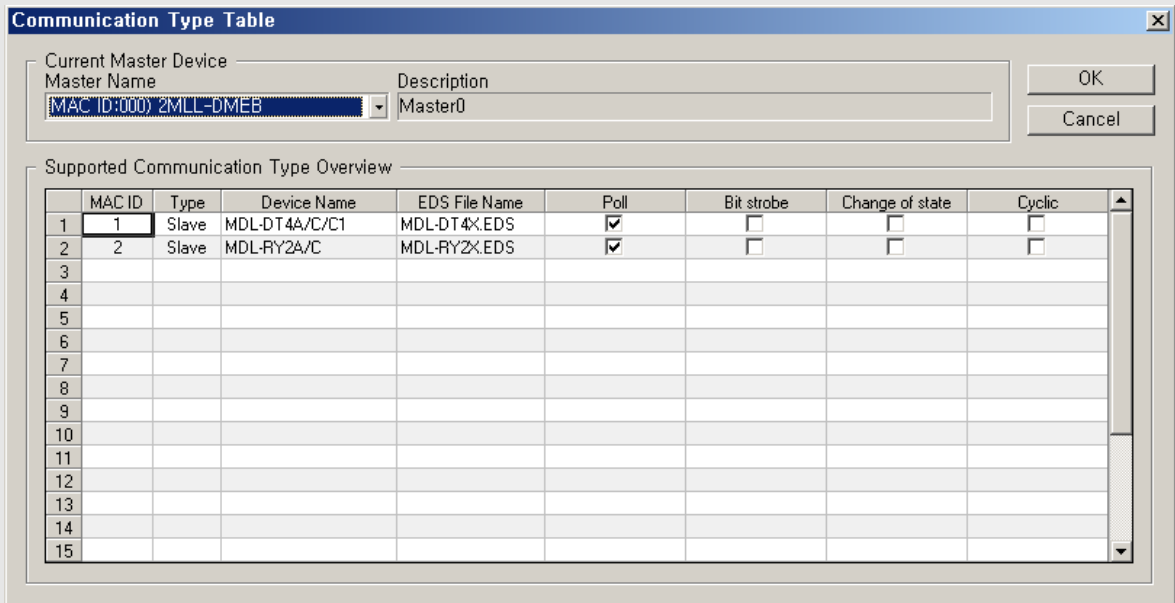 Communication Type Table
Current Master Device
Master Name Description
MAC ID:000) 2MLL-DMEB Master0
OK
Cancel
Supported Communication Type Overview
MAC ID Type Device Name EDS File Name Poll Bit strobe Change of state Cyclic
1 1 Slave MDL-DT4A/C/C1 MDL-DT4X.EDS
2 2 Slave MDL-RY2A/C MDL-RY2X.EDS
3
4
5
6
7
8
9
10
11
12
13
14
15